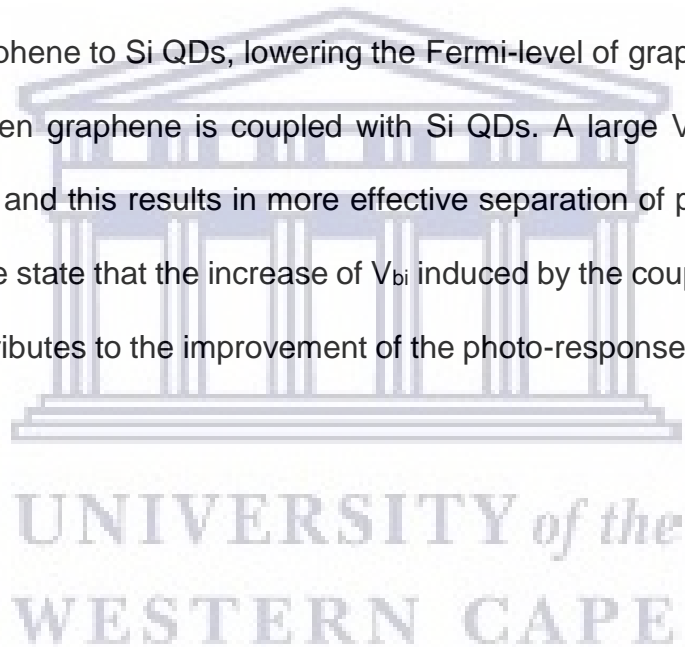 phene to Si QDs, lowering the Fermi-level of grap
en graphene is coupled with Si QDs. A large V
and this results in more effective separation of p
e state that the increase of Vbi induced by the coup
ributes to the improvement of the photo-response
UNIVERSITY of the
WESTERN CAPE